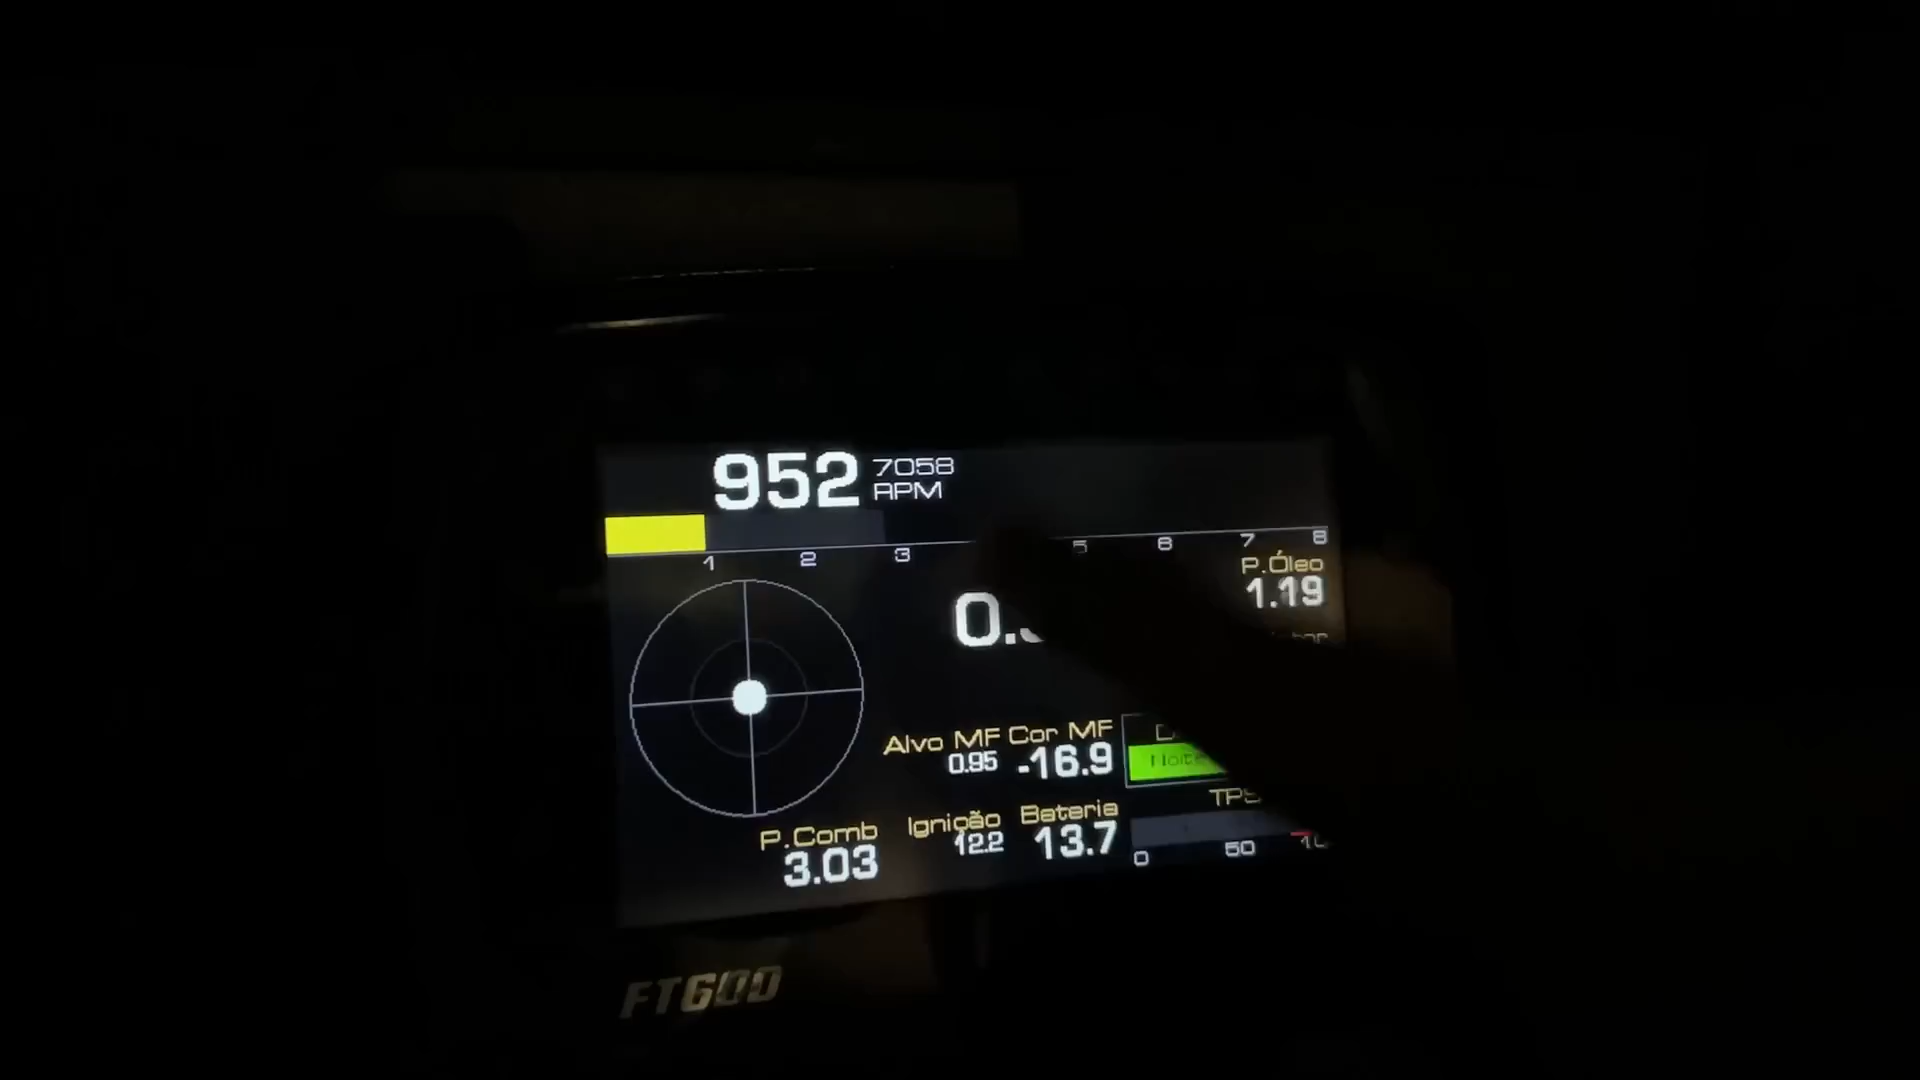 952 7058
RPM
1 2 3 5 6 7 8
P.Óleo
1.19
0.
Alvo MF Cor MF
0.95 -16.9
P.Comb Ignição Bateria TPS
3.03 12.2 13.7
0 50
FT600